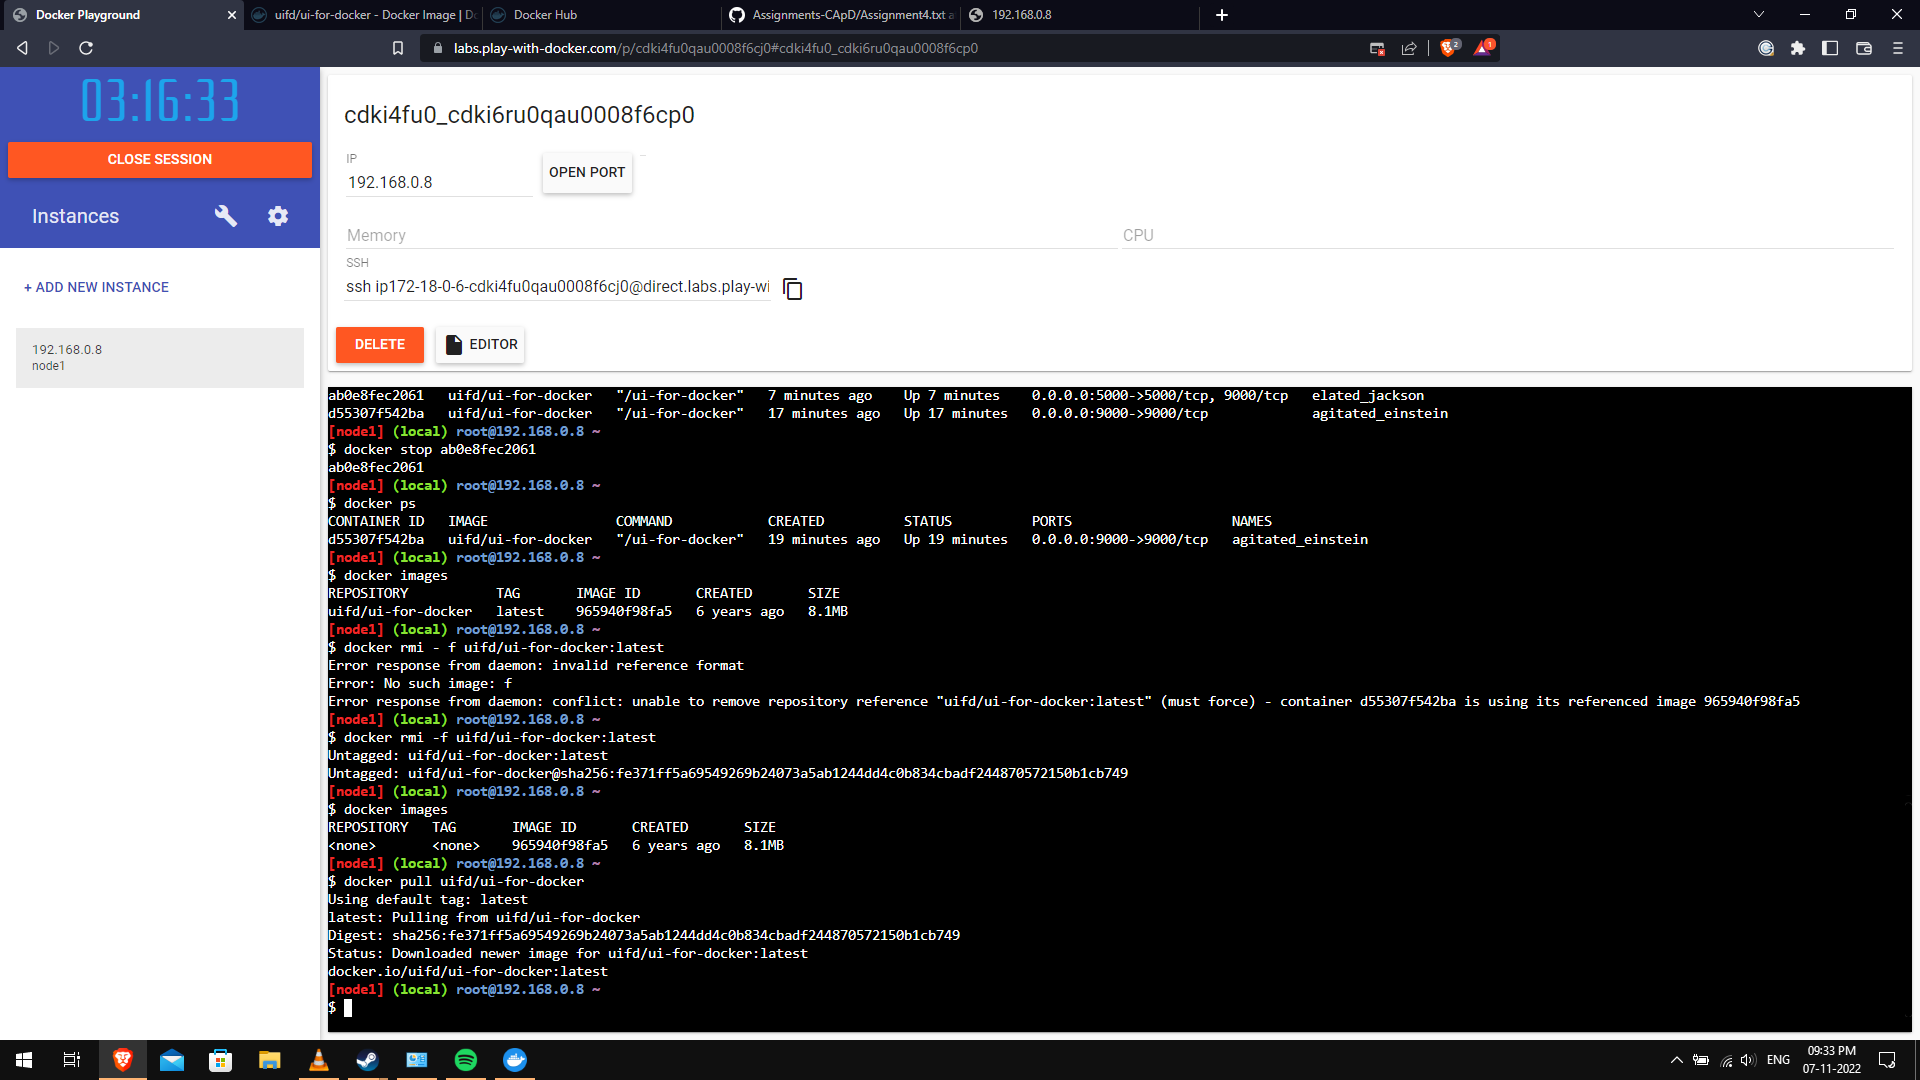 Docker Playground
uifd/ui-for-docker - Docker Image | Do
Docker Hub
Assignments-CApD/Assignment4.txt a
192.168.0.8
labs.play-with-docker.com/p/cdki4fu0qau0008f6cj0#cdki4fu0_cdki6ru0qau0008f6cp0
2
1
03:16:33
CLOSE SESSION
Instances
+ ADD NEW INSTANCE
192.168.0.8
node1
cdki4fu0_cdki6ru0qau0008f6cp0
IP
192.168.0.8
OPEN PORT
Memory
CPU
SSH
ssh ip172-18-0-6-cdki4fu0qau0008f6cj0@direct.labs.play-wi
DELETE
EDITOR
ab0e8fec2061   uifd/ui-for-docker   "/ui-for-docker"   7 minutes ago    Up 7 minutes    0.0.0.0:5000->5000/tcp, 9000/tcp   elated_jackson
d55307f542ba   uifd/ui-for-docker   "/ui-for-docker"   17 minutes ago   Up 17 minutes   0.0.0.0:9000->9000/tcp             agitated_einstein
[node1] (local) root@192.168.0.8 ~
$ docker stop ab0e8fec2061
ab0e8fec2061
[node1] (local) root@192.168.0.8 ~
$ docker ps
CONTAINER ID   IMAGE                COMMAND            CREATED          STATUS          PORTS                    NAMES
d55307f542ba   uifd/ui-for-docker   "/ui-for-docker"   19 minutes ago   Up 19 minutes   0.0.0.0:9000->9000/tcp   agitated_einstein
[node1] (local) root@192.168.0.8 ~
$ docker images
REPOSITORY           TAG       IMAGE ID       CREATED       SIZE
uifd/ui-for-docker   latest    965940f98fa5   6 years ago   8.1MB
[node1] (local) root@192.168.0.8 ~
$ docker rmi - f uifd/ui-for-docker:latest
Error response from daemon: invalid reference format
Error: No such image: f
Error response from daemon: conflict: unable to remove repository reference "uifd/ui-for-docker:latest" (must force) - container d55307f542ba is using its referenced image 965940f98fa5
[node1] (local) root@192.168.0.8 ~
$ docker rmi -f uifd/ui-for-docker:latest
Untagged: uifd/ui-for-docker:latest
Untagged: uifd/ui-for-docker@sha256:fe371ff5a69549269b24073a5ab1244dd4c0b834cbadf244870572150b1cb749
[node1] (local) root@192.168.0.8 ~
$ docker images
REPOSITORY   TAG       IMAGE ID       CREATED       SIZE
<none>       <none>    965940f98fa5   6 years ago   8.1MB
[node1] (local) root@192.168.0.8 ~
$ docker pull uifd/ui-for-docker
Using default tag: latest
latest: Pulling from uifd/ui-for-docker
Digest: sha256:fe371ff5a69549269b24073a5ab1244dd4c0b834cbadf244870572150b1cb749
Status: Downloaded newer image for uifd/ui-for-docker:latest
docker.io/uifd/ui-for-docker:latest
[node1] (local) root@192.168.0.8 ~
$
ENG
09:33 PM
07-11-2022